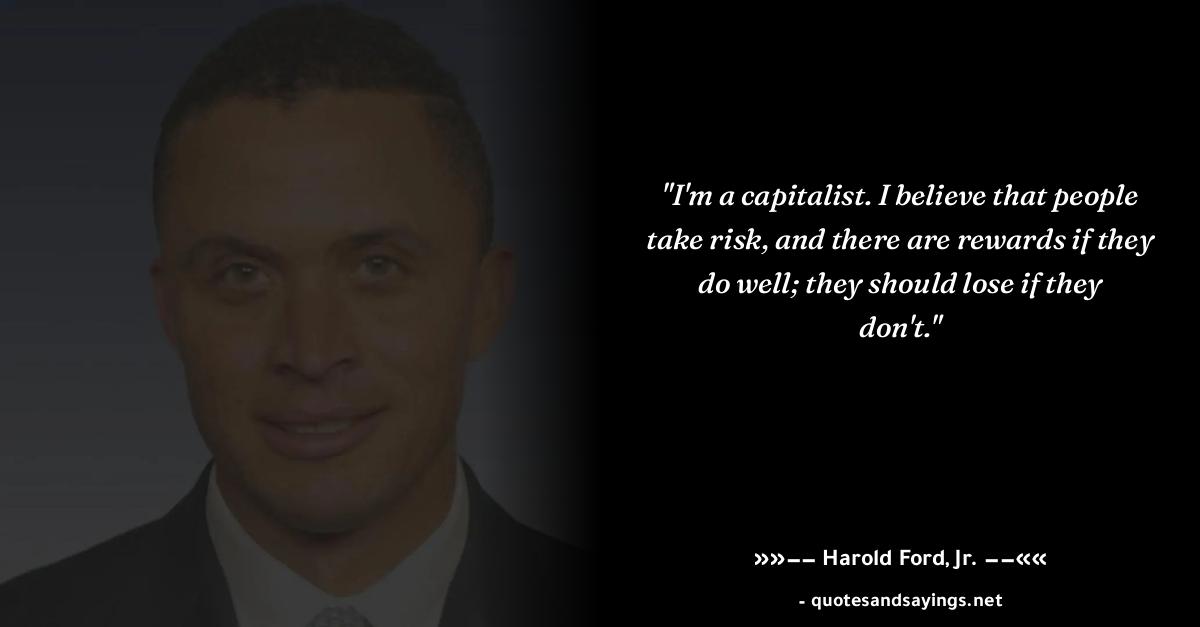 "I'm a capitalist. I believe that people
take risk, and there are rewards if they
do well; they should lose if they
don't."
»»–– Harold Ford, Jr. ––««
- quotesandsayings.net